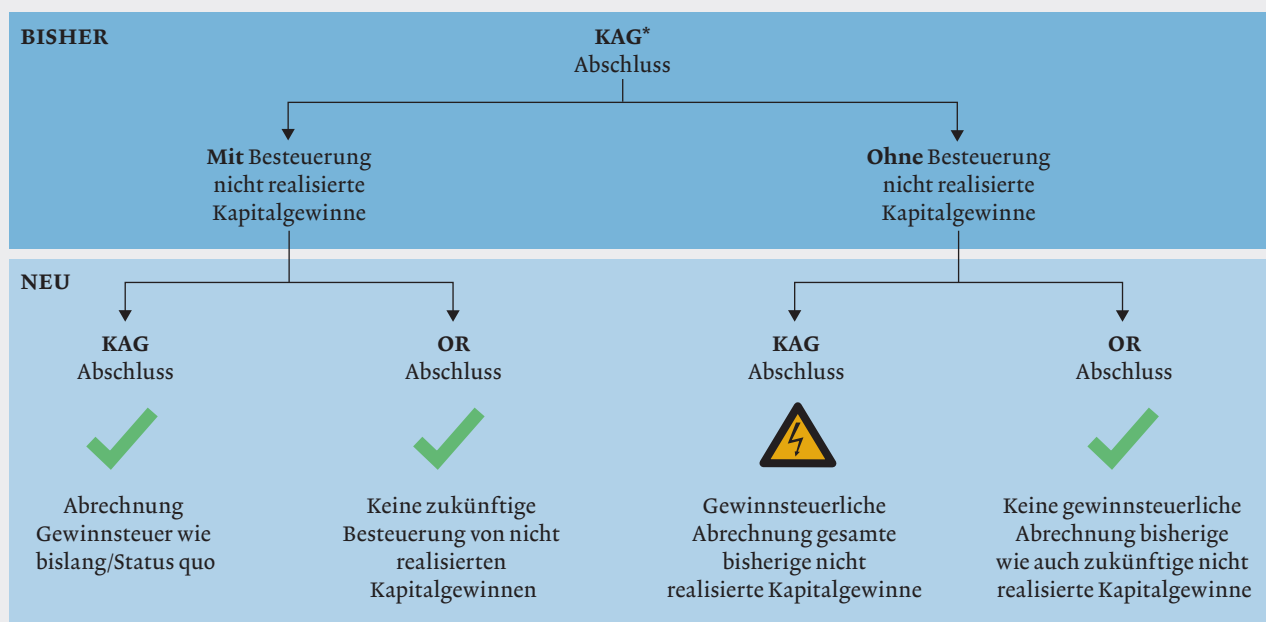 BISHER
KAG*
Abschluss
Mit Besteuerung
nicht realisierte
Kapitalgewinne
Ohne Besteuerung
nicht realisierte
Kapitalgewinne
NEU
KAG
Abschluss
Abrechnung
Gewinnsteuer wie
bislang/Status quo
OR
Abschluss
Keine zukünftige
Besteuerung von nicht
realisierten
Kapitalgewinnen
KAG
Abschluss
Gewinnsteuerliche
Abrechnung gesamte
bisherige nicht
realisierte Kapitalgewinne
OR
Abschluss
Keine gewinnsteuerliche
Abrechnung bisherige
wie auch zukünftige nicht
realisierte Kapitalgewinne